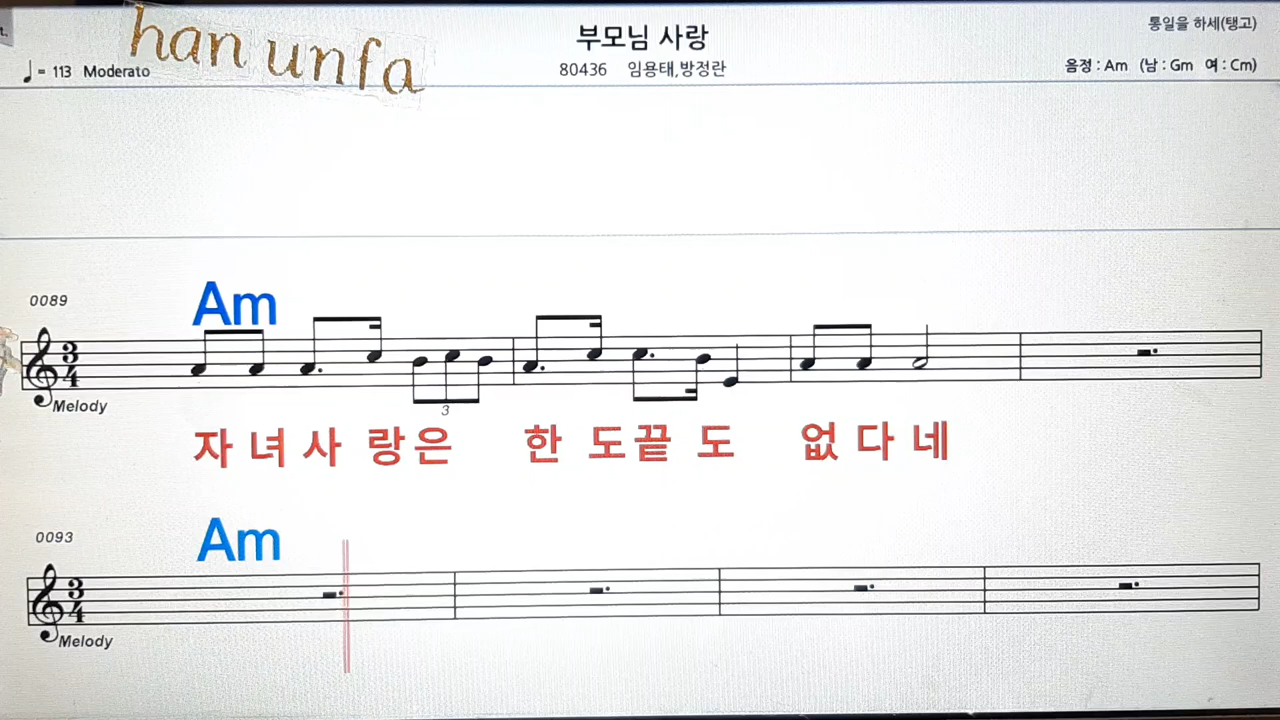 t.
han unfa
부모님 사랑
통일을 하세(탱고)
♩= 113 Moderato
80436 임용태,방정란
음정 : Am (남 : Gm 여 : Cm)
0089
Am
3
4
Melody
3
자 녀 사 랑 은 한 도 끝 도 없 다 네
0093
Am
3
4
Melody